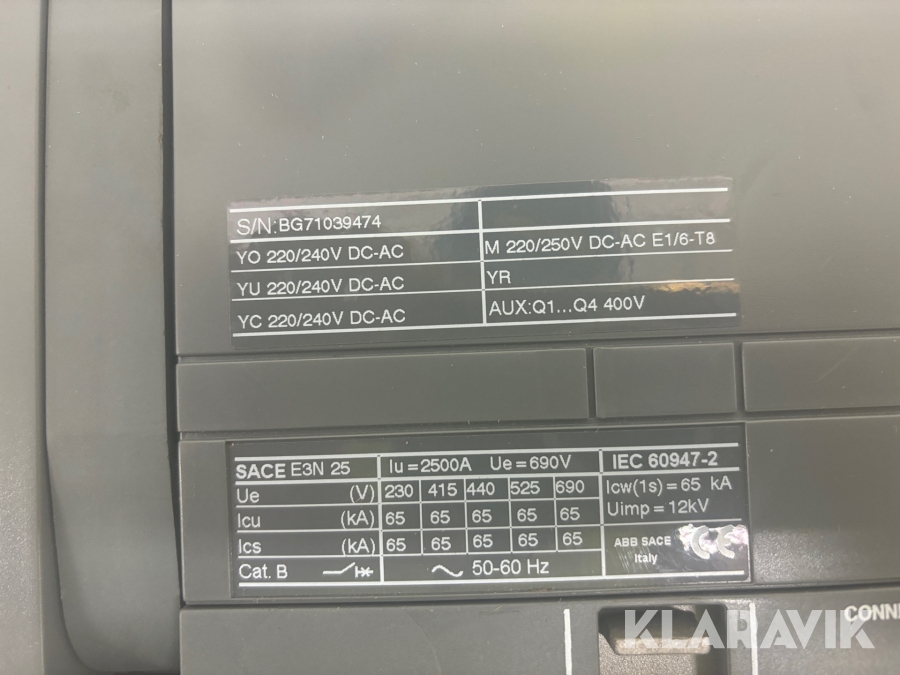 S/N:BG71039474
YO 220/240V DC-AC
M 220/250V DC-AC E1/6-T8
YU 220/240V DC-AC
YR
YC 220/240V DC-AC
AUX:Q1...Q4 400V
SACE E3N 25
Iu=2500A Ue=690V
IEC 60947-2
Ue (V) 230 415 440 525 690
Icw(1s)=65 kA
Icu (kA) 65 65 65 65 65
Uimp=12kV
Ics (kA) 65 65 65 65 65
ABB SACE
Italy
CE
Cat. B
50-60 Hz
KLARAVIK